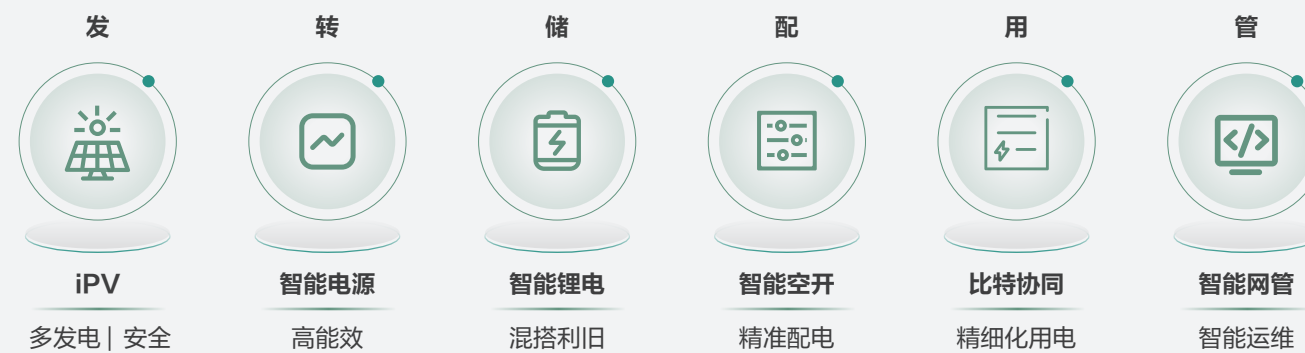 发 转 储 配 用 管
iPV 智能电源 智能锂电 智能空开 比特协同 智能网管
多发电 | 安全 高能效 混搭利旧 精准配电 精细化用电 智能运维